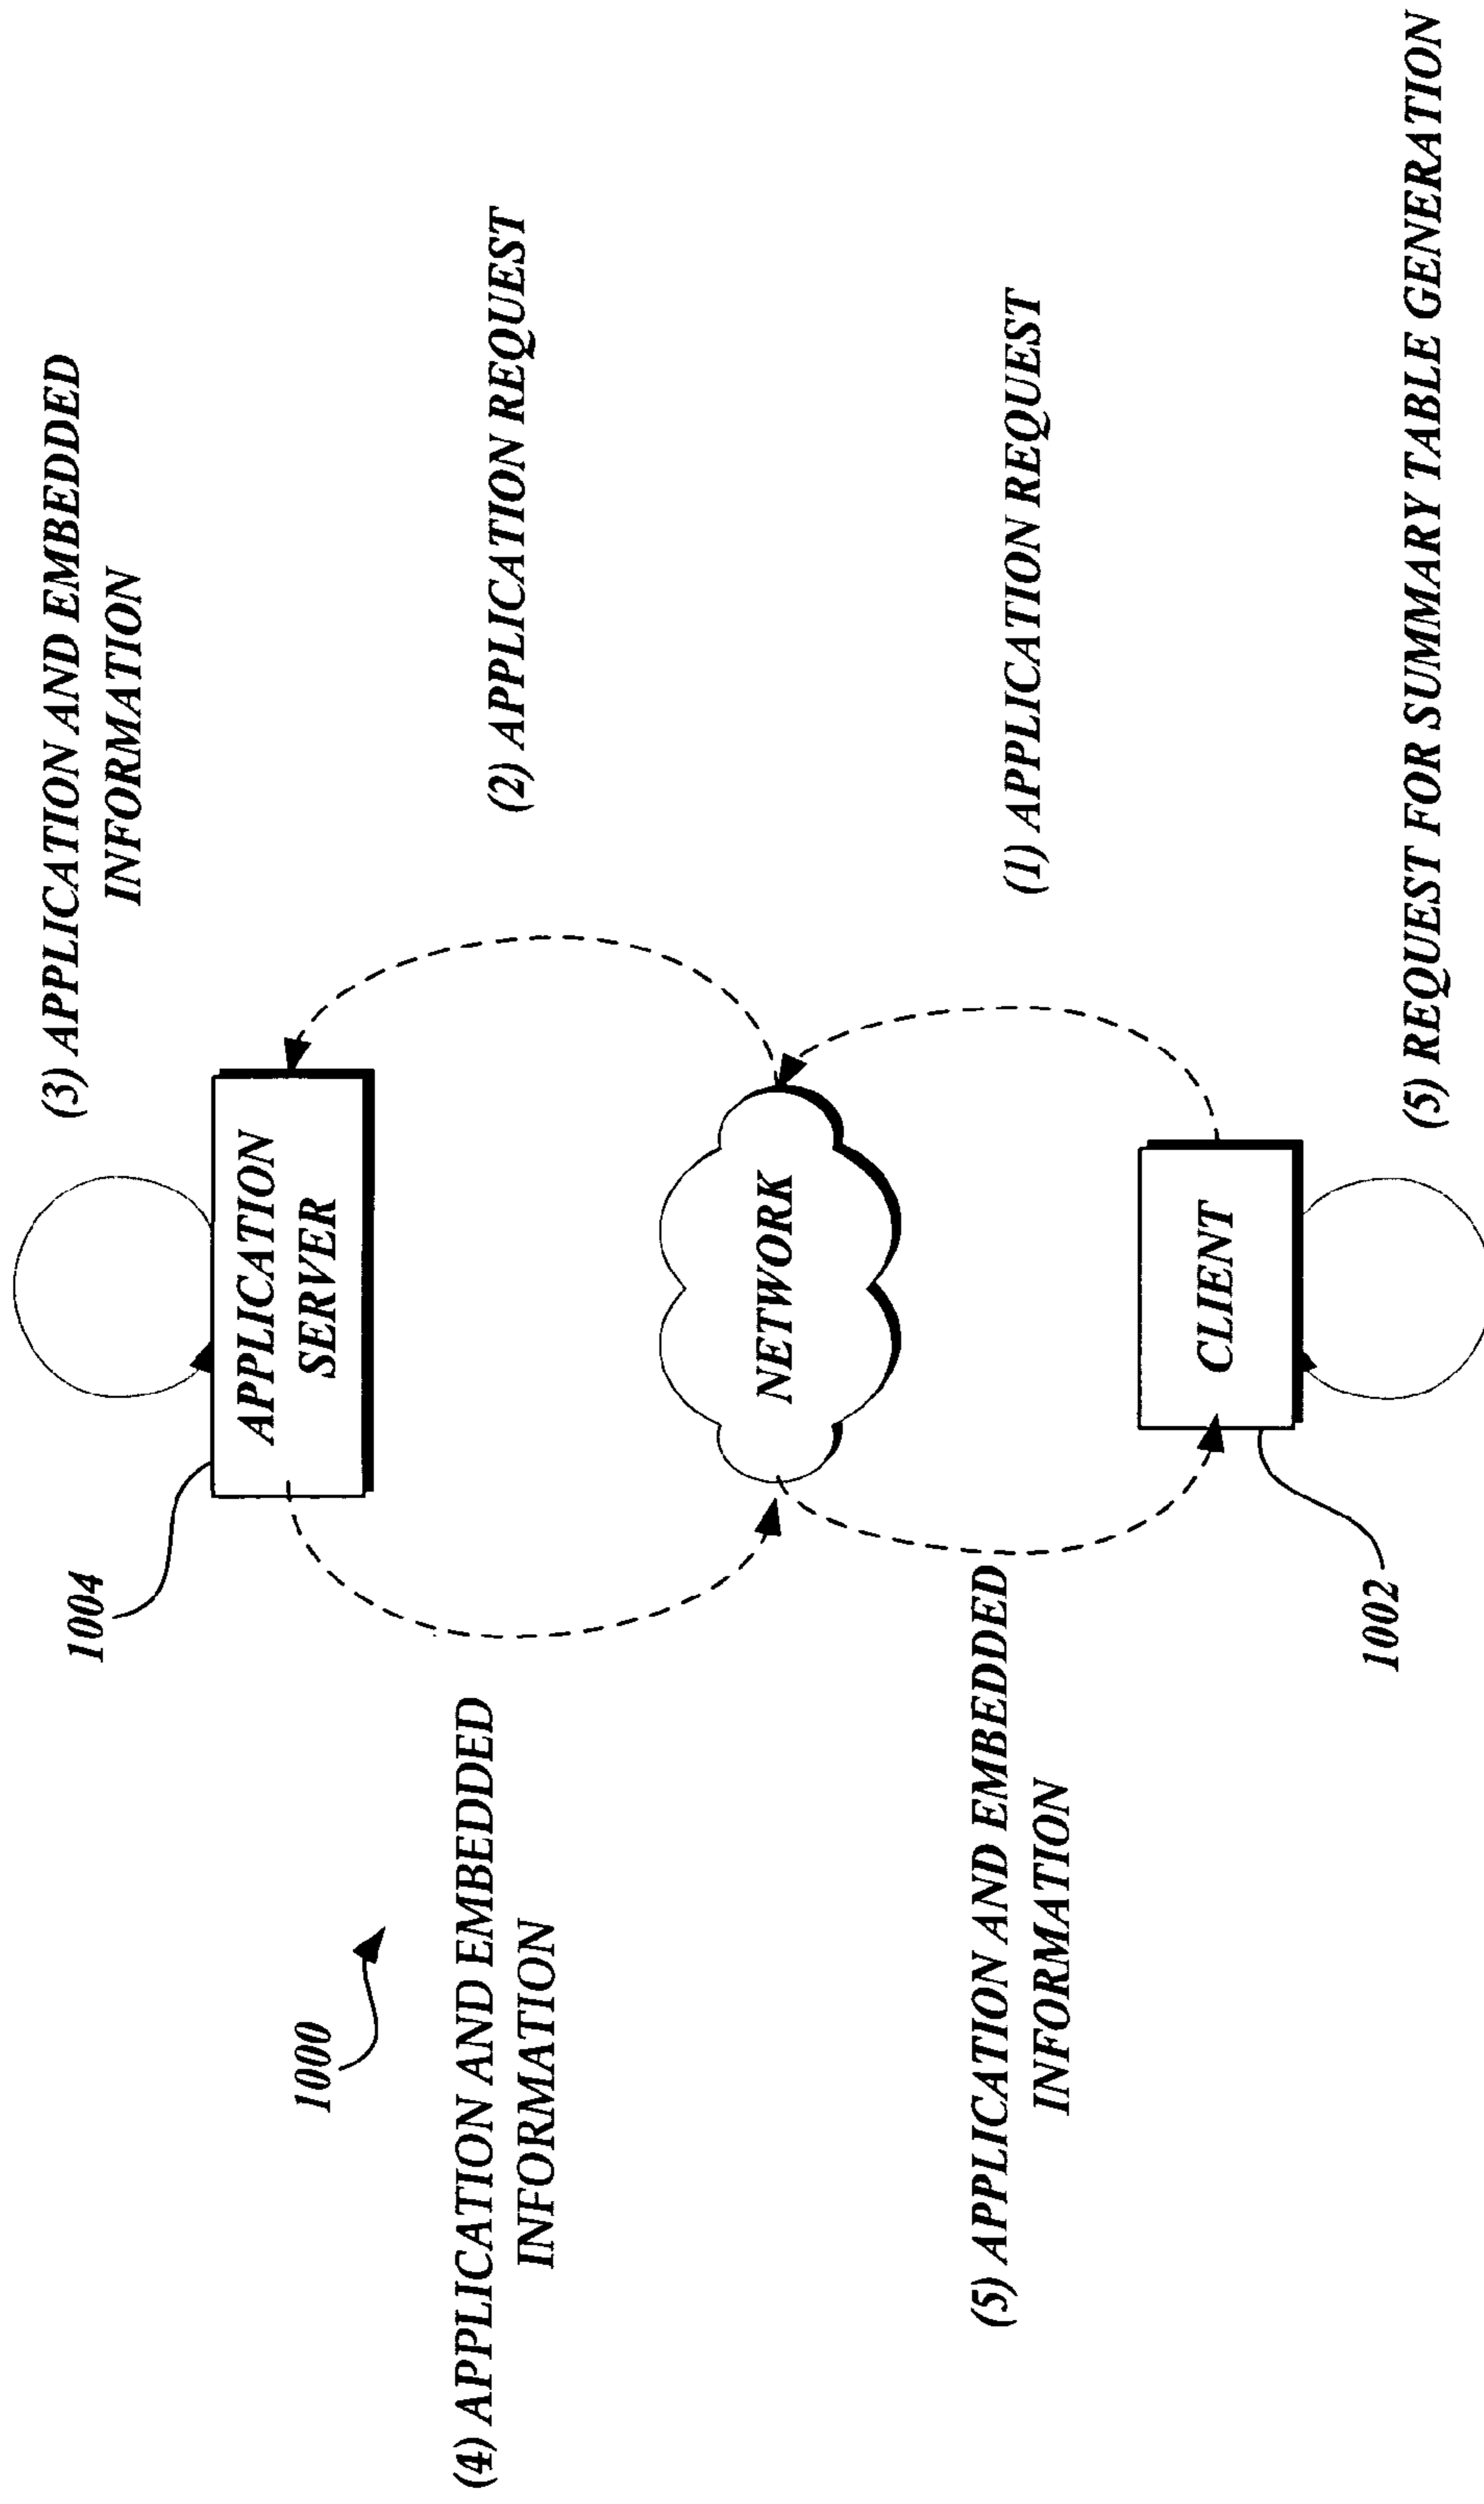 (3) APPLICATION AND EMBEDDED
INFORMATION
1004
APPLICATION
SERVER
1000
(4) APPLICATION AND EMBEDDED
INFORMATION
(2) APPLICATION REQUEST
NETWORK
(5) APPLICATION AND EMBEDDED
INFORMATION
(1) APPLICATION REQUEST
CLIENT
1002
(5) REQUEST FOR SUMMARY TABLE GENERATION